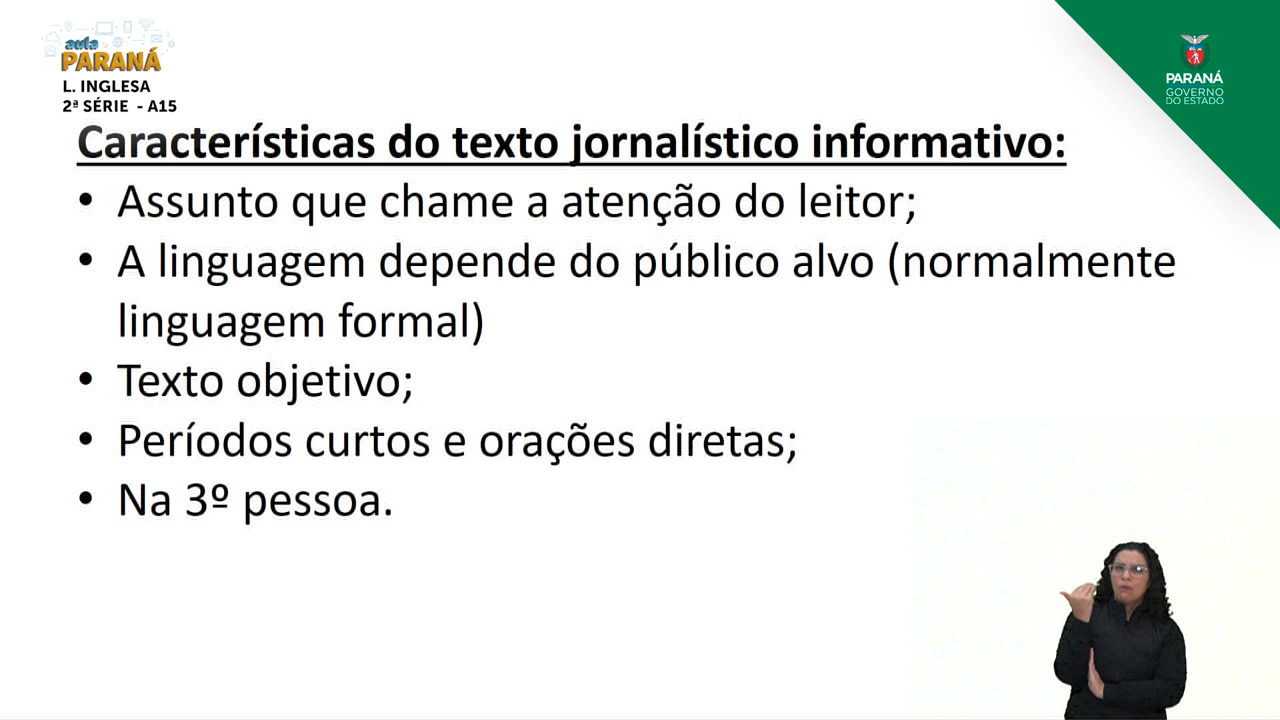 aula
PARANÁ
L. INGLESA
2ª SÉRIE - A15
PARANÁ
GOVERNO
DO ESTADO
Características do texto jornalístico informativo:
• Assunto que chame a atenção do leitor;
• A linguagem depende do público alvo (normalmente
linguagem formal)
• Texto objetivo;
• Períodos curtos e orações diretas;
• Na 3º pessoa.